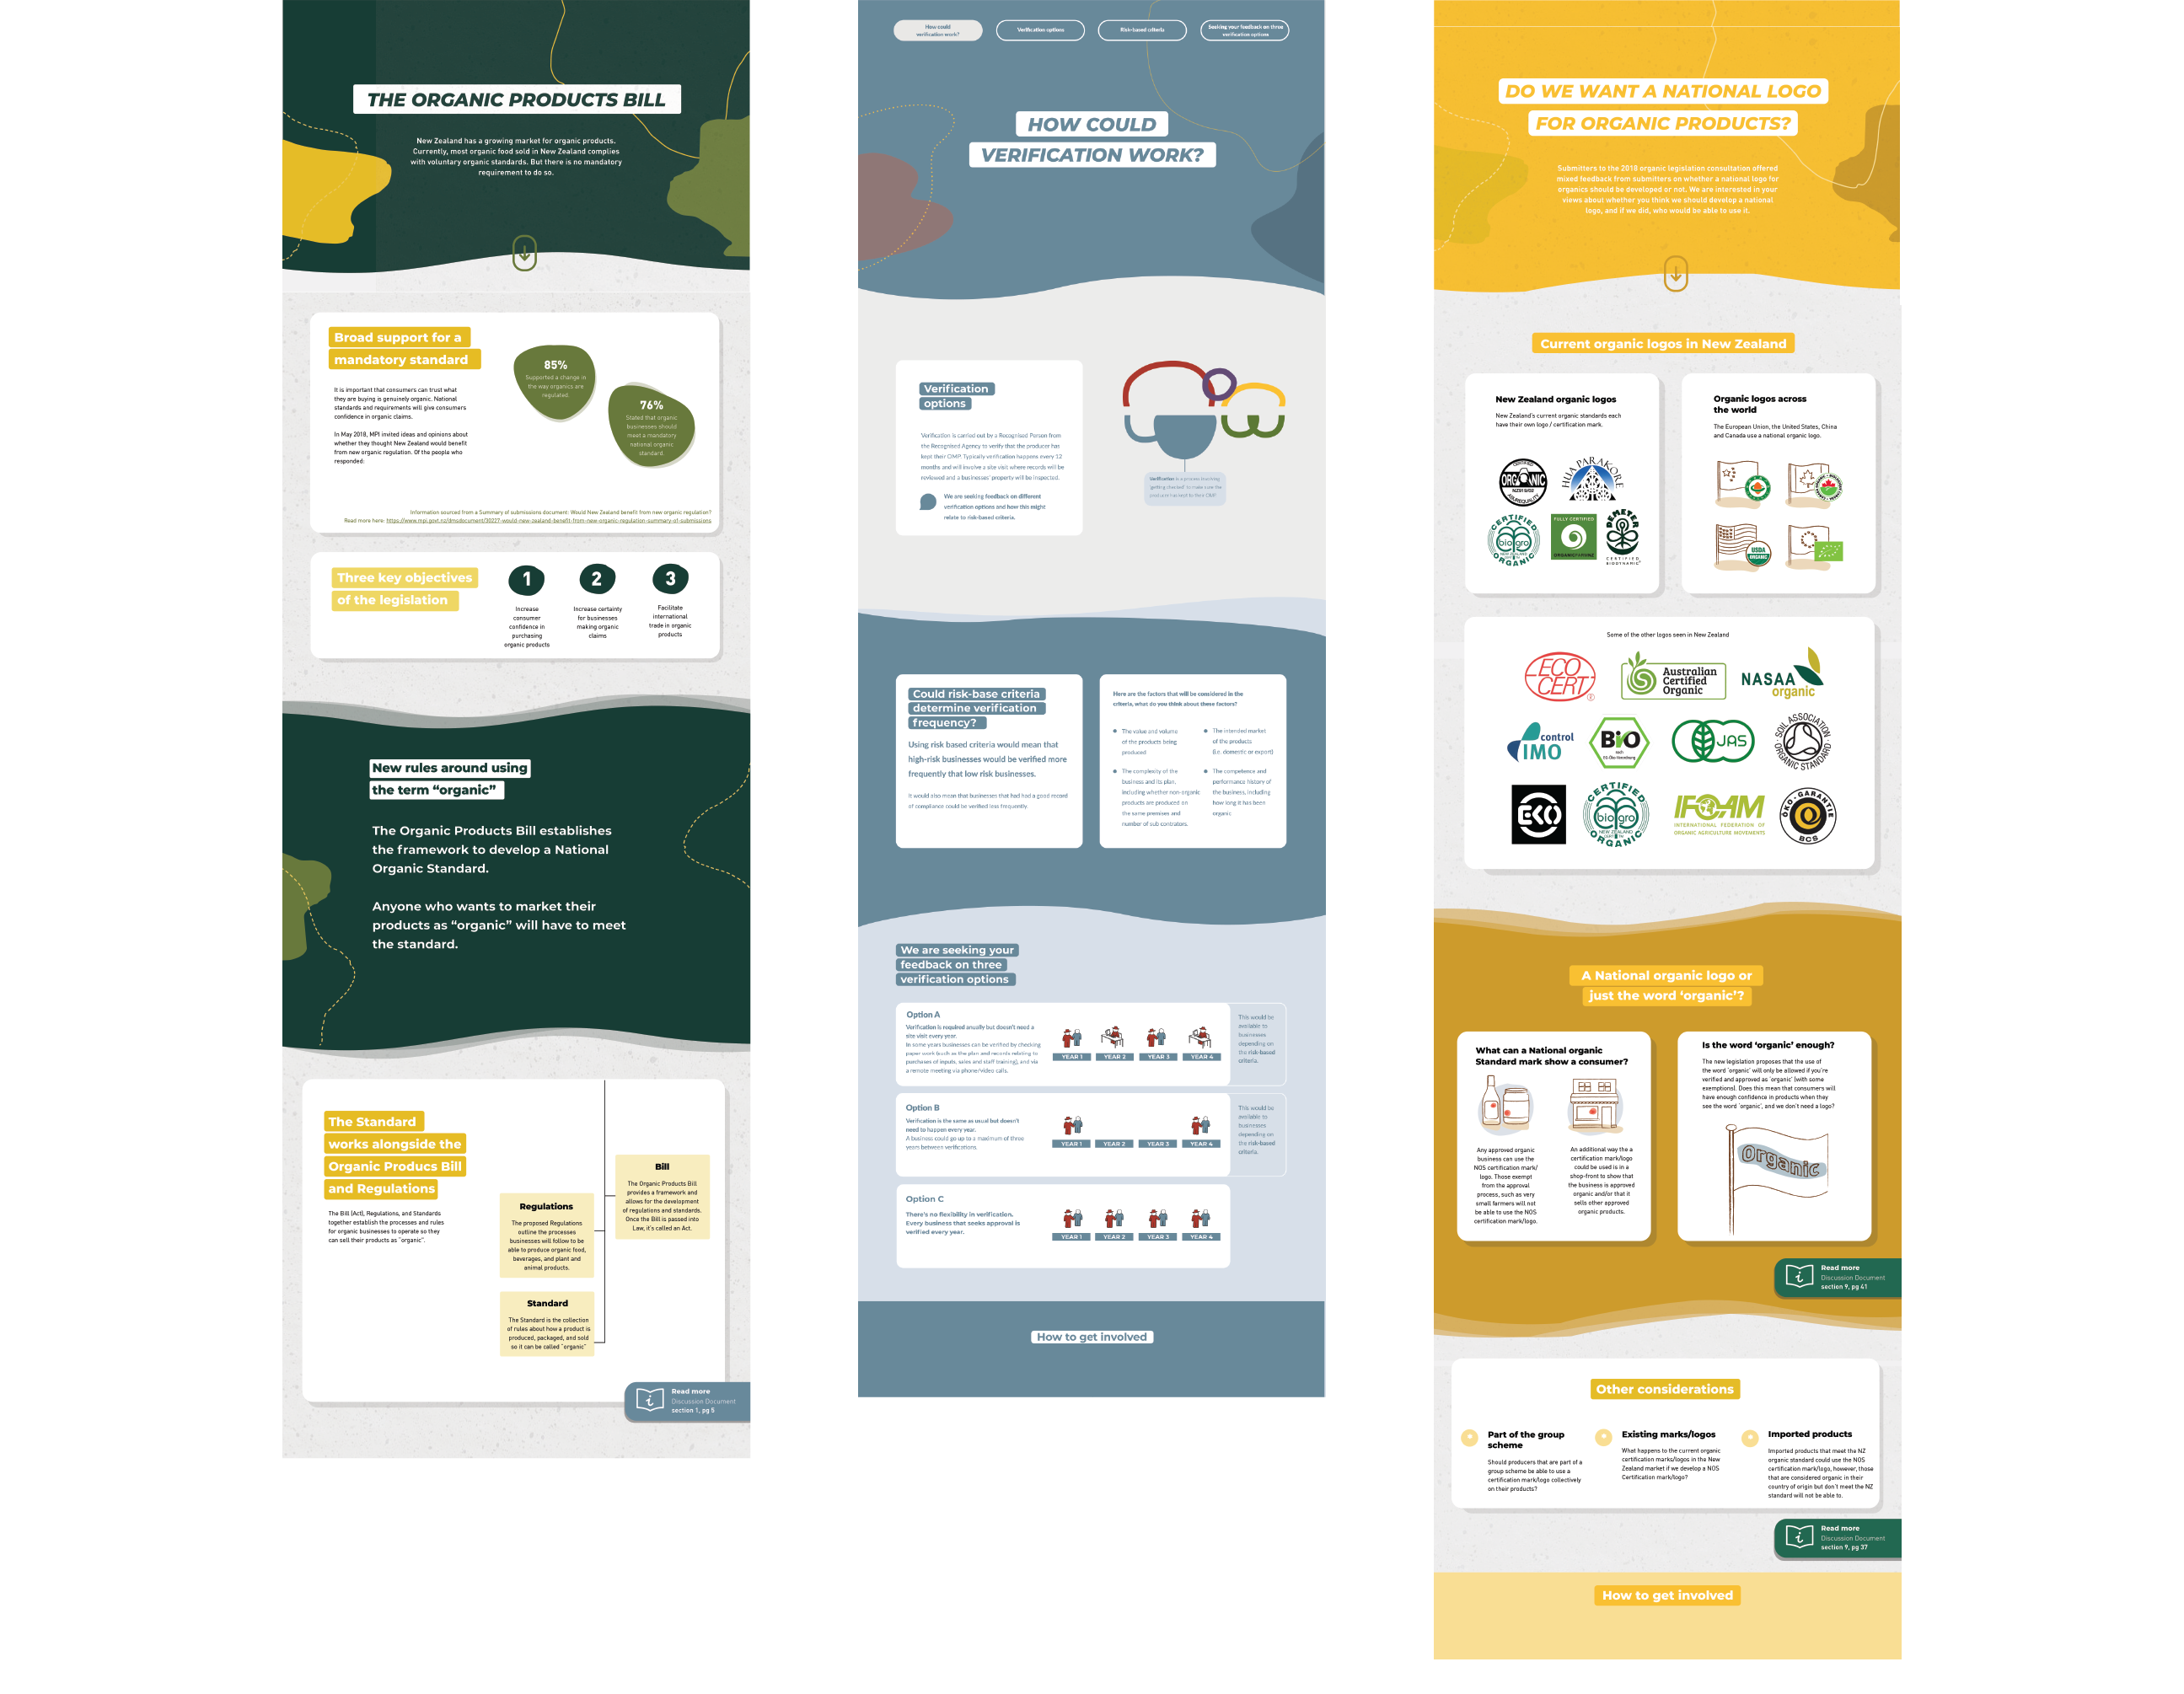 THE ORGANIC PRODUCTS BILL
New Zealand has a growing market for organic products.
Currently, most organic food sold in New Zealand complies
with voluntary organic standards. But there is no mandatory
requirement to do so.
Broad support for a
mandatory standard
It is important that consumers can trust what
they are buying is genuinely organic. National
standards and requirements will give consumers
confidence in organic claims.
In May 2018, MPI invited ideas and opinions about
whether they thought New Zealand would benefit
from new organic regulation. Of the people who
responded:
85%
Supported a change in
the way organics are
regulated.
76%
Stated that organic
businesses should
meet a mandatory
national organic
standard.
Information sourced from a Summary of submissions document: Would New Zealand benefit from new organic regulation?
Read more here: https://www.mpi.govt.nz/dmsdocument/30227-would-new-zealand-benefit-from-new-organic-regulation-summary-of-submissions
Three key objectives
of the legislation
1
Increase
consumer
confidence in
purchasing
organic products
2
Increase certainty
for businesses
making organic
claims
3
Facilitate
international
trade in organic
products
New rules around using
the term “organic”
The Organic Products Bill establishes
the framework to develop a National
Organic Standard.
Anyone who wants to market their
products as “organic” will have to meet
the standard.
The Standard
works alongside the
Organic Producs Bill
and Regulations
The Bill (Act), Regulations, and Standards
together establish the processes and rules
for organic businesses to operate so they
can sell their products as “organic”.
Bill
The Organic Products Bill
provides a framework and
allows for the development
of regulations and standards.
Once the Bill is passed into
Law, it's called an Act.
Regulations
The proposed Regulations
outline the processes
businesses will follow to be
able to produce organic food,
beverages, and plant and
animal products.
Standard
The Standard is the collection
of rules about how a product is
produced, packaged, and sold
so it can be called “organic”
Read more
Discussion Document
section 1, pg 5
How could
verification work?
Verification options
Risk-based criteria
Seeking your feedback on three
verification options
HOW COULD
VERIFICATION WORK?
Verification
options
Verification is carried out by a Recognised Person from
the Recognised Agency to verify that the producer has
kept their OMP. Typically verification happens every 12
months and will involve a site visit where records will be
reviewed and a businesses' property will be inspected.
We are seeking feedback on different
verification options and how this might
relate to risk-based criteria.
Verification is a process teaching
'getting checked' to make sure the
producer has kept to their OMP.
Could risk-base criteria
determine verification
frequency?
Using risk based criteria would mean that
high-risk businesses would be verified more
frequently that low risk businesses.
It would also mean that businesses that had had a good record
of compliance could be verified less frequently.
Here are the factors that will be considered in the
criteria, what do you think about these factors?
The value and volume
of the products being
produced
The complexity of the
business and its plan,
including whether non-organic
products are produced on
the same premises and
number of sub contrators.
The intended market
of the products
(i.e. domestic or export)
The competence and
performance history of
the business, including
how long it has been
organic
We are seeking your
feedback on three
verification options
Option A
Verification is required anually but doesn't need a
site visit every year.
In some years businesses can be verified by checking
paper work (such as the plan and records relating to
purchases of inputs, sales and staff training), and via
a remote meeting via phone/video calls.
YEAR 1 YEAR 2 YEAR 3 YEAR 4
This would be
available to
businesses
depending on
the risk-based
criteria.
Option B
Verification is the same as usual but doesn't
need to happen every year.
A business could go up to a maximum of three
years between verifications.
YEAR 1 YEAR 2 YEAR 3 YEAR 4
This would be
available to
businesses
depending on
the risk-based
criteria.
Option C
There's no flexibility in verification.
Every business that seeks approval is
verified every year.
YEAR 1 YEAR 2 YEAR 3 YEAR 4
How to get involved
DO WE WANT A NATIONAL LOGO
FOR ORGANIC PRODUCTS?
Submitters to the 2018 organic legislation consultation offered
mixed feedback from submitters on whether a national logo for
organics should be developed or not. We are interested in your
views about whether you think we should develop a national
logo, and if we did, who would be able to use it.
Current organic logos in New Zealand
New Zealand organic logos
New Zealand's current organic standards each
have their own logo / certification mark.
CERTIFIED
ORGANIC
ASUREQUALITY
HUA PARAKORE
CERTIFIED
bio gro
ORGANIC
FULLY CERTIFIED
ORGANICFARMNZ
DEMETER
CERTIFIED
BIODYNAMIC
Organic logos across
the world
The European Union, the United States, China
and Canada use a national organic logo.
USDA
ORGANIC
Some of the other logos seen in New Zealand
ECO
CERT
Australian
Certified
Organic
NASAA
organic
control
IMO
Bio
nach
EG-Öko-Verordnung
JAS
SOIL ASSOCIATION
ORGANIC STANDARD
EKO
CERTIFIED
bio gro
NEW ZEALAND
ORGANIC
IFOAM
INTERNATIONAL FEDERATION OF
ORGANIC AGRICULTURE MOVEMENTS
ÖKO-GARANTIE
BCS
A National organic logo or
just the word ‘organic’?
What can a National organic
Standard mark show a consumer?
Any approved organic
business can use the
NOS certification mark/
logo. Those exempt
from the approval
process, such as very
small farmers will not
be able to use the NOS
certification mark/logo.
An additional way the a
certification mark/logo
could be used is in a
shop-front to show that
the business is approved
organic and/or that it
sells other approved
organic products.
Is the word ‘organic’ enough?
The new legislation proposes that the use of
the word ‘organic’ will only be allowed if you're
verified and approved as ‘organic’ (with some
exemptions). Does this mean that consumers will
have enough confidence in products when they
see the word ‘organic’, and we don't need a logo?
Organic
Read more
Discussion Document
section 9, pg 41
Other considerations
Part of the group
scheme
Should producers that are part of a
group scheme be able to use a
certification mark/logo collectively
on their products?
Existing marks/logos
What happens to the current organic
certification marks/logos in the New
Zealand market if we develop a NOS
Certification mark/logo?
Imported products
Imported products that meet the NZ
organic standard could use the NOS
certification mark/logo, however, those
that are considered organic in their
country of origin but don't meet the NZ
standard will not be able to.
Read more
Discussion Document
section 9, pg 37
How to get involved